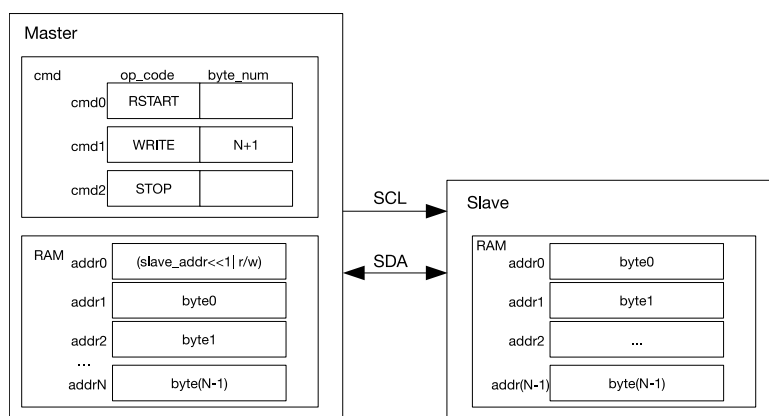 Master
cmd op_code byte_num
cmd0 RSTART
cmd1 WRITE N+1
cmd2 STOP
SCL
Slave
SDA
RAM
addr0 (slave_addr<<1| r/w)
addr1 byte0
addr2 byte1
...
addrN byte(N-1)
RAM
addr0 byte0
addr1 byte1
addr2 ...
addr(N-1) byte(N-1)